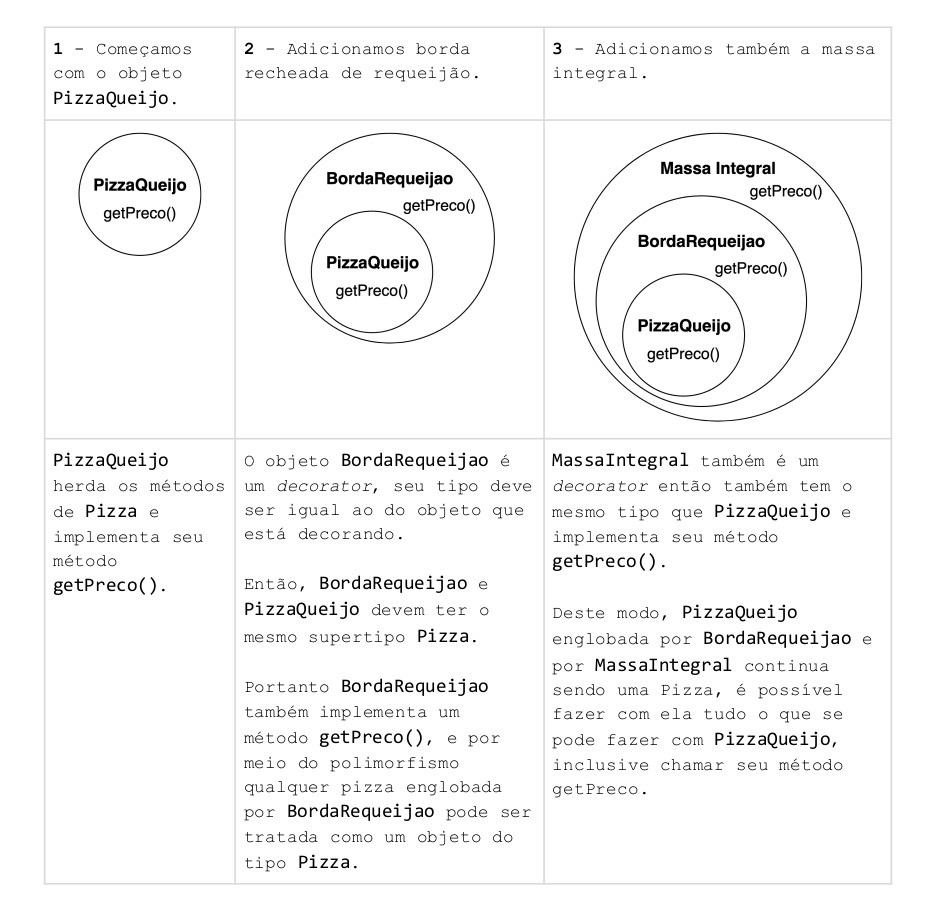 1 – Começamos
com o objeto
PizzaQueijo.
2 – Adicionamos borda
recheada de requeijão.
3 – Adicionamos também a massa
integral.
PizzaQueijo
getPreco()
BordaRequeijao
getPreco()
PizzaQueijo
getPreco()
Massa Integral
getPreco()
BordaRequeijao
getPreco()
PizzaQueijo
getPreco()
PizzaQueijo
herda os métodos
de Pizza e
implementa seu
método
getPreco().
O objeto BordaRequeijao é
um decorator, seu tipo deve
ser igual ao do objeto que
está decorando.
Então, BordaRequeijao e
PizzaQueijo devem ter o
mesmo supertipo Pizza.
Portanto BordaRequeijao
também implementa um
método getPreco(), e por
meio do polimorfismo
qualquer pizza englobada
por BordaRequeijao pode ser
tratada como um objeto do
tipo Pizza.
MassaIntegral também é um
decorator então também tem o
mesmo tipo que PizzaQueijo e
implementa seu método
getPreco().
Deste modo, PizzaQueijo
englobada por BordaRequeijao e
por MassaIntegral continua
sendo uma Pizza, é possível
fazer com ela tudo o que se
pode fazer com PizzaQueijo,
inclusive chamar seu método
getPreco.